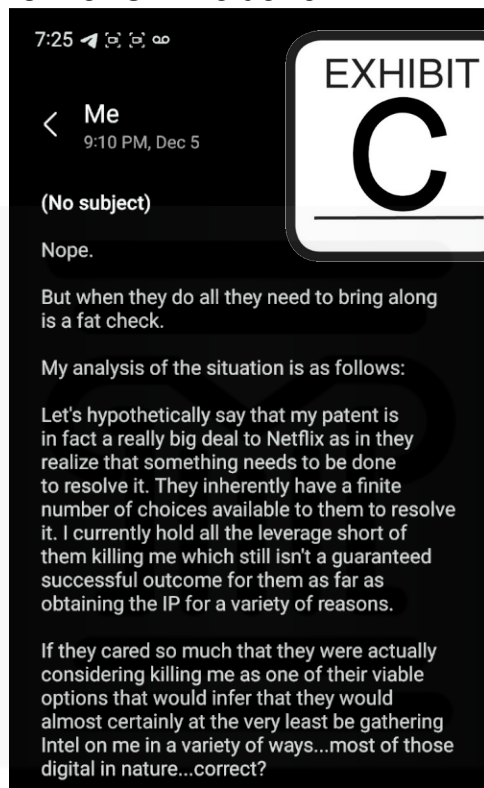 7:25
EXHIBIT
C
Me
9:10 PM, Dec 5
(No subject)
Nope.
But when they do all they need to bring along
is a fat check.
My analysis of the situation is as follows:
Let's hypothetically say that my patent is
in fact a really big deal to Netflix as in they
realize that something needs to be done
to resolve it. They inherently have a finite
number of choices available to them to resolve
it. I currently hold all the leverage short of
them killing me which still isn't a guaranteed
successful outcome for them as far as
obtaining the IP for a variety of reasons.
If they cared so much that they were actually
considering killing me as one of their viable
options that would infer that they would
almost certainly at the very least be gathering
Intel on me in a variety of ways...most of those
digital in nature...correct?